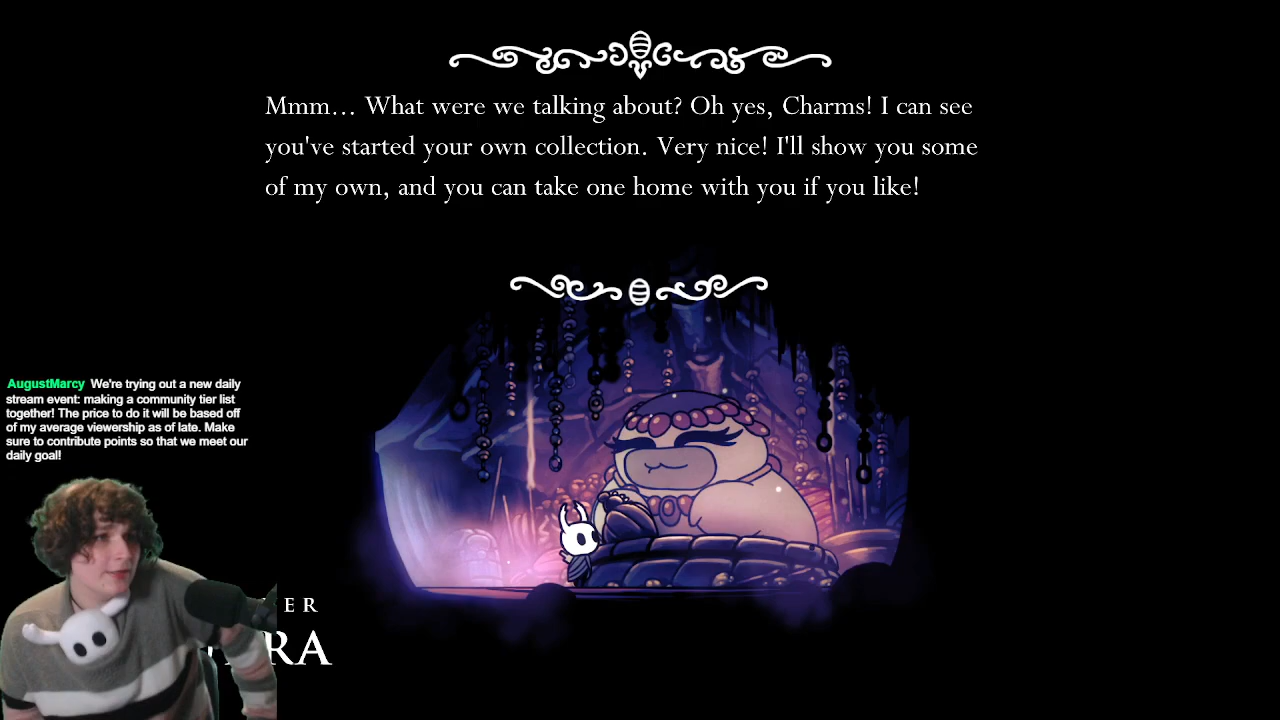 Mmm... What were we talking about? Oh yes, Charms! I can see
you've started your own collection. Very nice! I'll show you some
of my own, and you can take one home with you if you like!
AugustMarcy We're trying out a new daily
stream event: making a community tier list
together! The price to do it will be based off
of my average viewership as of late. Make
sure to contribute points so that we meet our
daily goal!